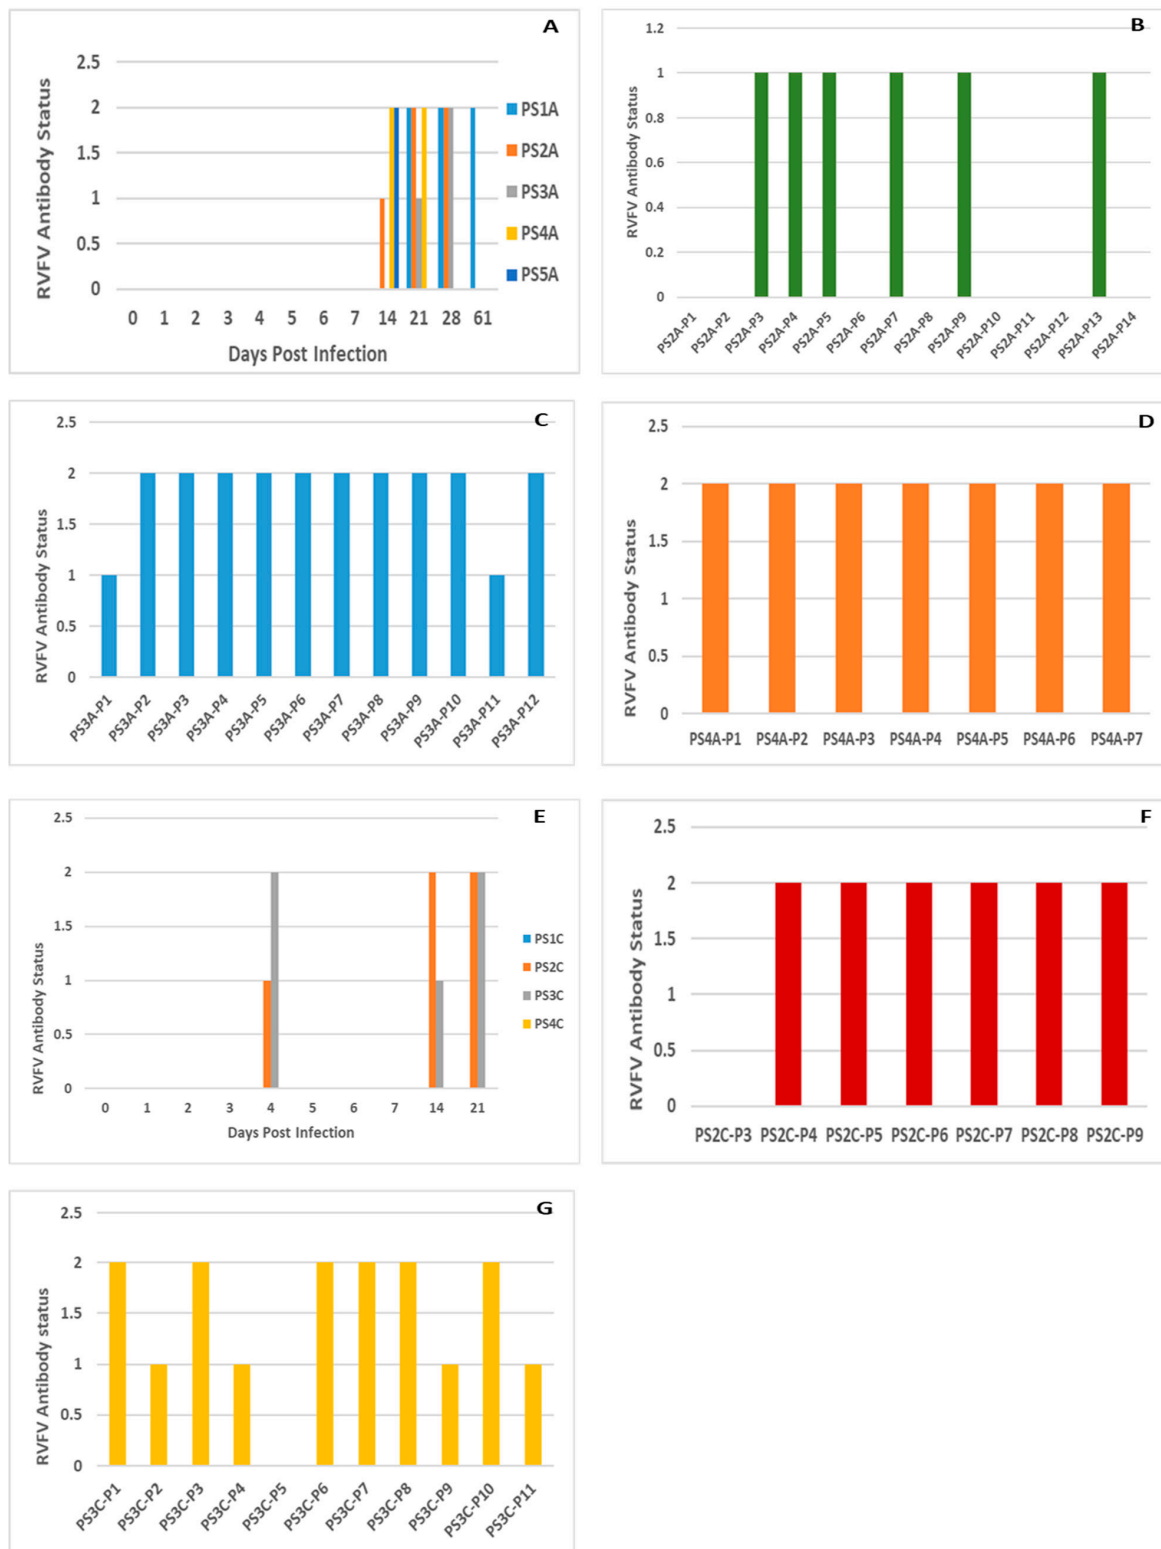 A
RVFV Antibody Status
2.5
2
1.5
1
0.5
0
0 1 2 3 4 5 6 7 14 21 28 61
Days Post Infection
PS1A
PS2A
PS3A
PS4A
PS5A
B
RVFV Antibody Status
1.2
1
0.8
0.6
0.4
0.2
0
PS2A-P1 PS2A-P2 PS2A-P3 PS2A-P4 PS2A-P5 PS2A-P6 PS2A-P7 PS2A-P8 PS2A-P9 PS2A-P10 PS2A-P11 PS2A-P12 PS2A-P13 PS2A-P14
C
RVFV Antibody Status
2.5
2
1.5
1
0.5
0
PS3A-P1 PS3A-P2 PS3A-P3 PS3A-P4 PS3A-P5 PS3A-P6 PS3A-P7 PS3A-P8 PS3A-P9 PS3A-P10 PS3A-P11 PS3A-P12
D
RVFV Antibody Status
2.5
2
1.5
1
0.5
0
PS4A-P1 PS4A-P2 PS4A-P3 PS4A-P4 PS4A-P5 PS4A-P6 PS4A-P7
E
RVFV Antibody Status
2.5
2
1.5
1
0.5
0
0 1 2 3 4 5 6 7 14 21
Days Post Infection
PS1C
PS2C
PS3C
PS4C
F
RVFV Antibody Status
2.5
2
1.5
1
0.5
0
PS2C-P3 PS2C-P4 PS2C-P5 PS2C-P6 PS2C-P7 PS2C-P8 PS2C-P9
G
RVFV Antibody status
2.5
2
1.5
1
0.5
0
PS3C-P1 PS3C-P2 PS3C-P3 PS3C-P4 PS3C-P5 PS3C-P6 PS3C-P7 PS3C-P8 PS3C-P9 PS3C-P10 PS3C-P11